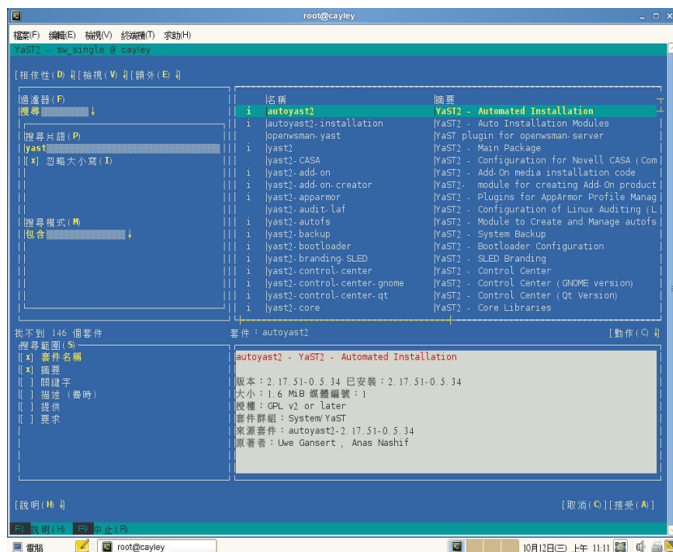 root@cayley
檔案(F) 編輯(E) 檢視(V) 終端機(T) 求助(H)
YaST2 - sw_single @ cayley
[相依性(D)↓][檢視(V)↓][額外(E)↓]
過濾器(F)
搜尋
搜尋片語(P)
yast
[x] 忽略大小寫(I)
搜尋模式(M)
包含
名稱 摘要
i autoyast2 YaST2 - Automated Installation
i autoyast2-installation YaST2 - Auto Installation Modules
openwsman-yast YaST plugin for openwsman-server
i yast2 YaST2 - Main Package
yast2-CASA YaST2 - Configuration for Novell CASA (Com
i yast2-add-on YaST2 - Add-On media installation code
i yast2-add-on-creator YaST2- module for creating Add-On product
i yast2-apparmor YaST2 - Plugins for AppArmor Profile Manag
yast2-audit-laf YaST2 - Configuration of Linux Auditing (L
i yast2-autofs YaST2 - Module to Create and Manage autofs
i yast2-backup YaST2 - System Backup
i yast2-bootloader YaST2 - Bootloader Configuration
i yast2-branding-SLED YaST2 - SLED Branding
i yast2-control-center YaST2 - Control Center
i yast2-control-center-gnome YaST2 - Control Center (GNOME version)
i yast2-control-center-qt YaST2 - Control Center (Qt Version)
i yast2-core YaST2 - Core Libraries
找不到 146 個套件
套件：autoyast2 [動作(C)↓]
搜尋範圍(S)
[x] 套件名稱
[x] 摘要
[ ] 關鍵字
[ ] 描述 (費時)
[ ] 提供
[ ] 要求
autoyast2 - YaST2 - Automated Installation
版本：2.17.51-0.5.34 已安裝：2.17.51-0.5.34
大小：1.6 MiB 媒體編號：1
授權：GPL v2 or later
套件群組：System/YaST
來源套件：autoyast2-2.17.51-0.5.34
原著者：Uwe Gansert , Anas Nashif
[說明(H)↓] [取消(C)][接受(A)]
F1 說明(H) F9 中止(R)
電腦 root@cayley 10月12日(三) 上午 11:11